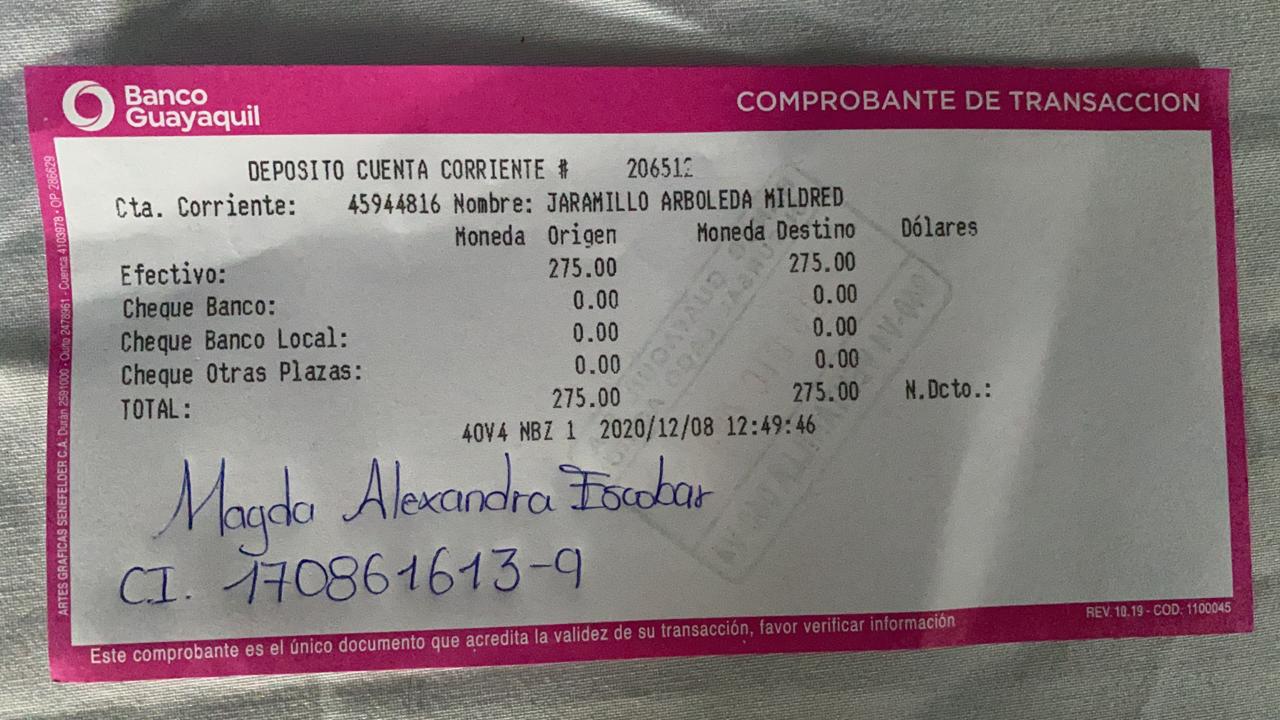 Banco
Guayaquil
COMPROBANTE DE TRANSACCION
DEPOSITO CUENTA CORRIENTE # 206512
Cta. Corriente: 45944816 Nombre: JARAMILLO ARBOLEDA MILDRED
Moneda Origen Moneda Destino Dólares
Efectivo: 275.00 275.00
Cheque Banco: 0.00 0.00
Cheque Banco Local: 0.00 0.00
Cheque Otras Plazas: 0.00 0.00
TOTAL: 275.00 275.00 N.Dcto.:
40V4 NBZ 1 2020/12/08 12:49:46
Magda Alexandra Escobar
CI. 170861613-9
REV. 10.19 - COD: 1100045
Este comprobante es el único documento que acredita la validez de su transacción, favor verificar información
ARTES GRAFICAS SENEFELDER C.A. Durán 2591000 - Quito 2478961 - Cuenca 4103978 - OP. 286629